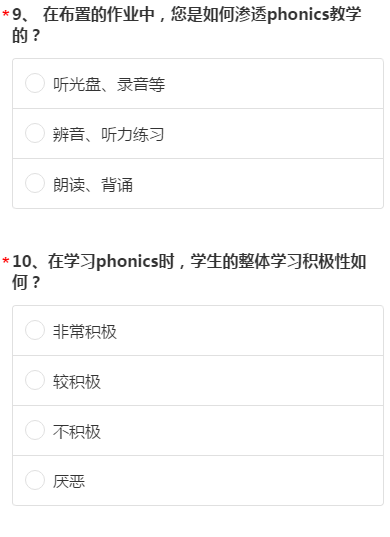 *9、 在布置的作业中，您是如何渗透phonics教学
的？
听光盘、录音等
辨音、听力练习
朗读、背诵
*10、在学习phonics时，学生的整体学习积极性如
何？
非常积极
较积极
不积极
厌恶